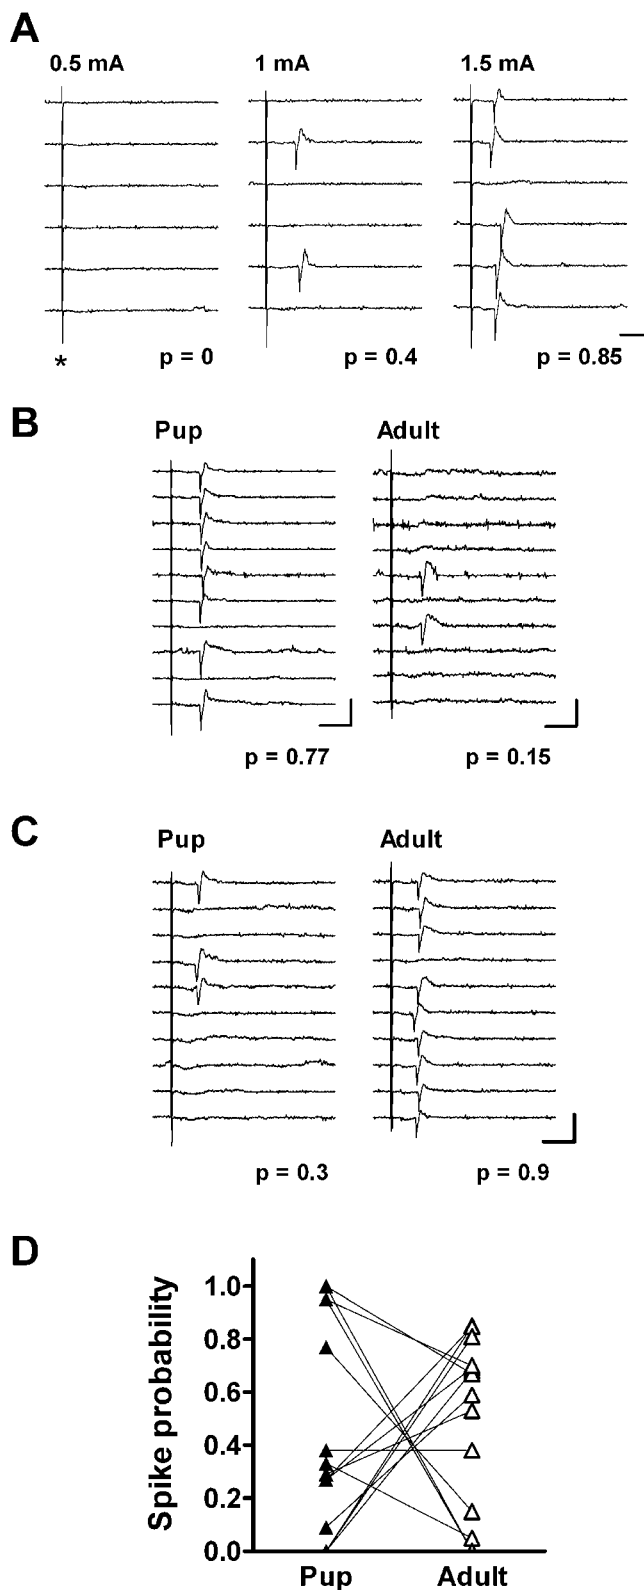 A
0.5 mA 1 mA 1.5 mA
* p = 0 p = 0.4 p = 0.85
B
Pup Adult
p = 0.77 p = 0.15
C
Pup Adult
p = 0.3 p = 0.9
D
Spike probability
1.0
0.8
0.6
0.4
0.2
0.0
Pup Adult